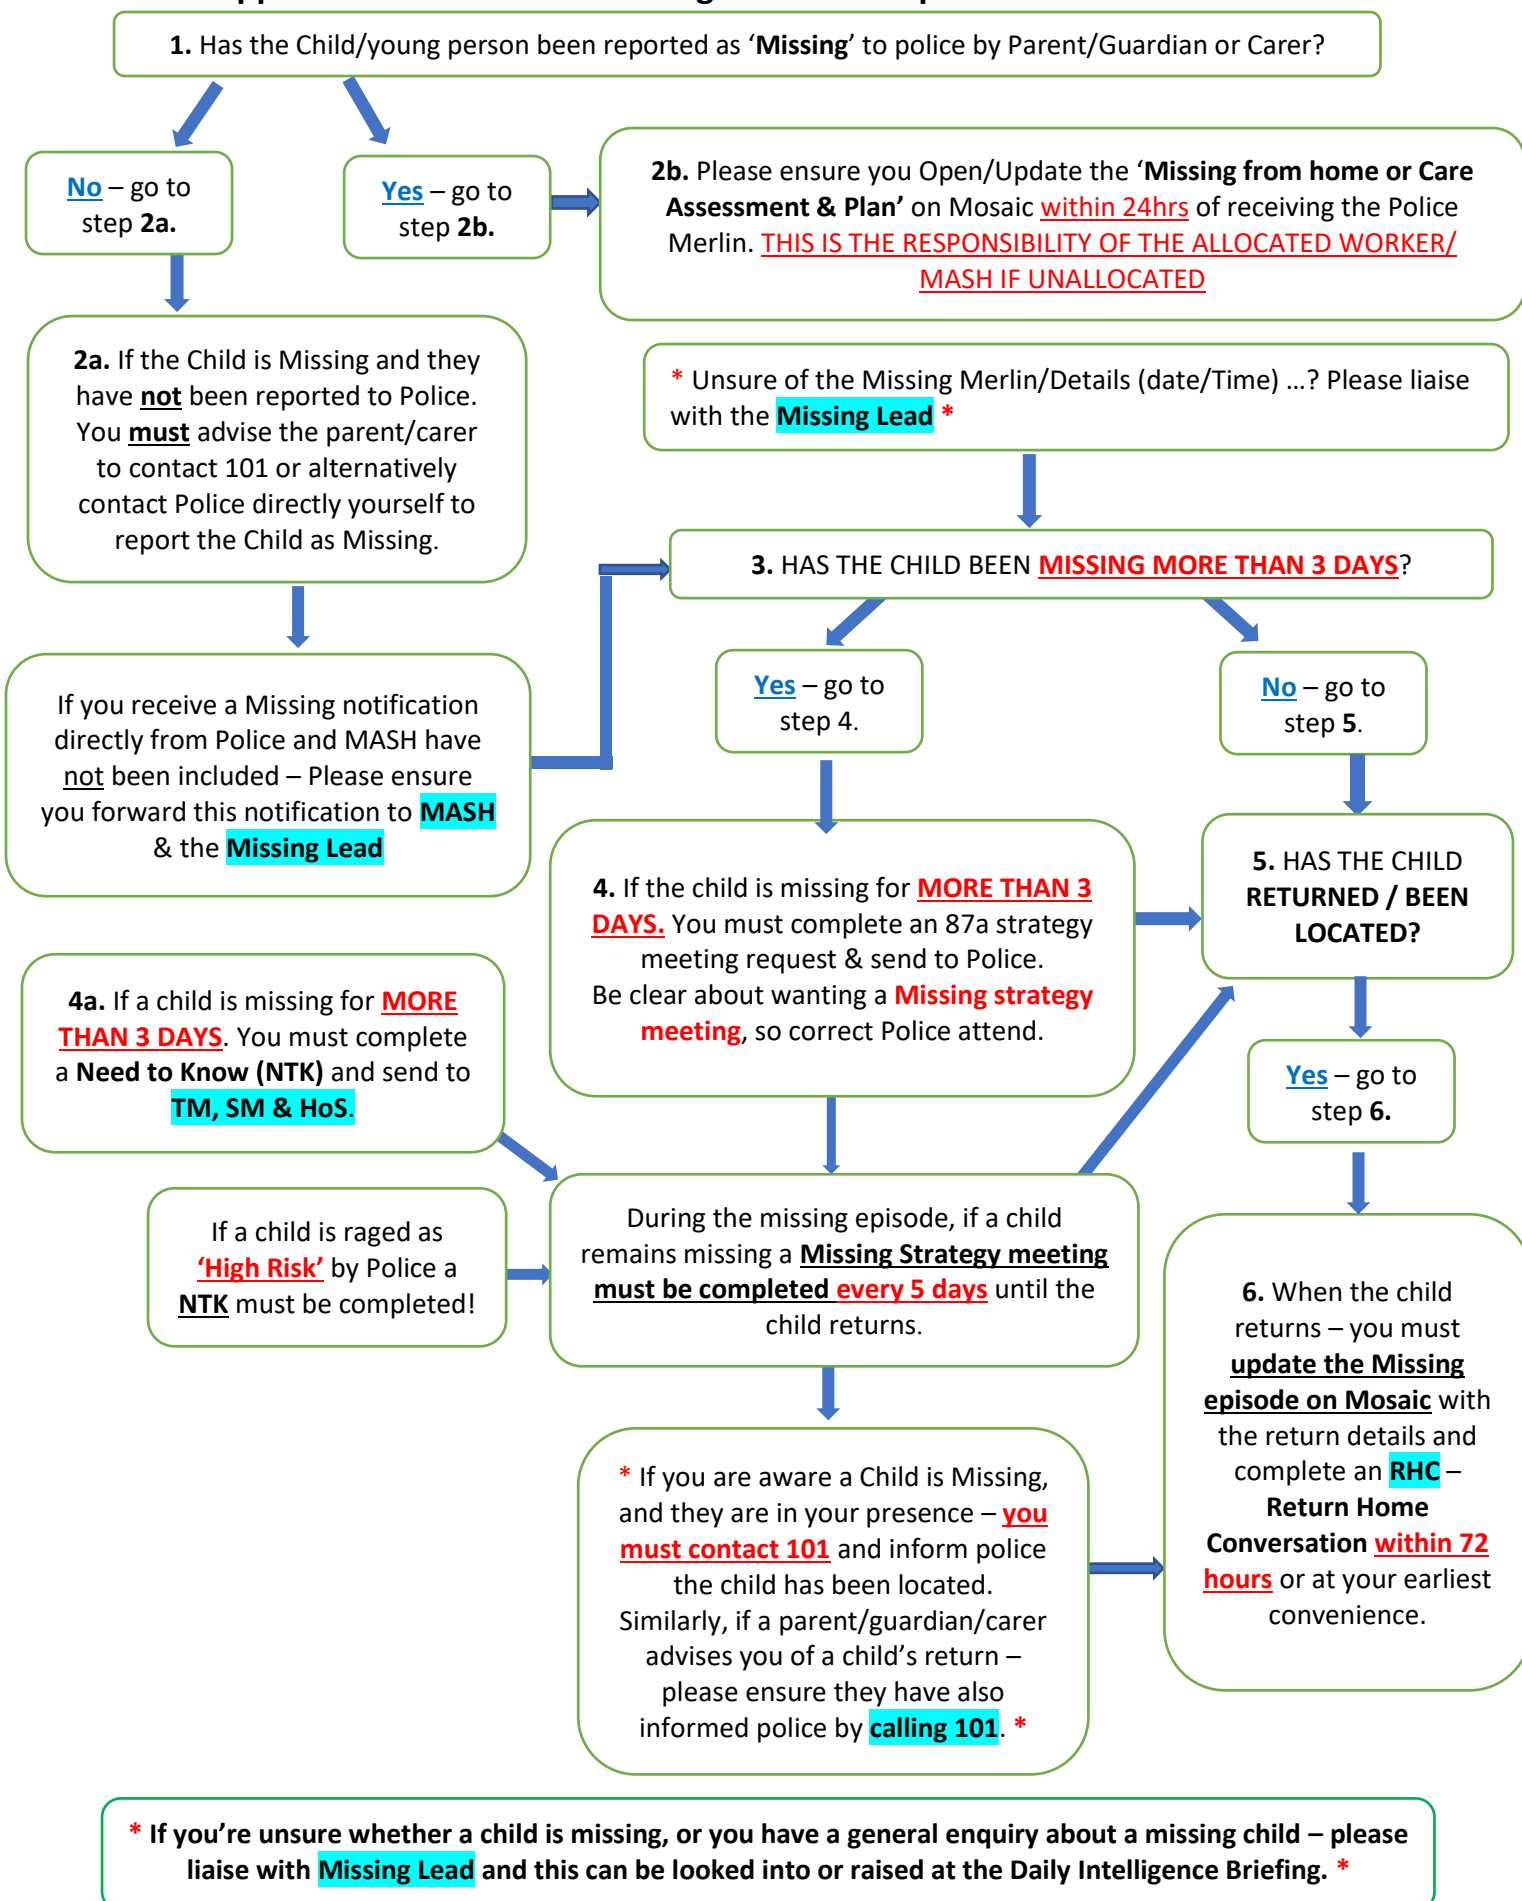 1. Has the Child/young person been reported as ‘Missing’ to police by Parent/Guardian or Carer?
No – go to
step 2a.
Yes – go to
step 2b.
2b. Please ensure you Open/Update the ‘Missing from home or Care
Assessment & Plan’ on Mosaic within 24hrs of receiving the Police
Merlin. THIS IS THE RESPONSIBILITY OF THE ALLOCATED WORKER/
MASH IF UNALLOCATED
2a. If the Child is Missing and they
have not been reported to Police.
You must advise the parent/carer
to contact 101 or alternatively
contact Police directly yourself to
report the Child as Missing.
* Unsure of the Missing Merlin/Details (date/Time) …? Please liaise
with the Missing Lead *
3. HAS THE CHILD BEEN MISSING MORE THAN 3 DAYS?
If you receive a Missing notification
directly from Police and MASH have
not been included – Please ensure
you forward this notification to MASH
& the Missing Lead
Yes – go to
step 4.
No – go to
step 5.
4. If the child is missing for MORE THAN 3
DAYS. You must complete an 87a strategy
meeting request & send to Police.
Be clear about wanting a Missing strategy
meeting, so correct Police attend.
5. HAS THE CHILD
RETURNED / BEEN
LOCATED?
4a. If a child is missing for MORE
THAN 3 DAYS. You must complete
a Need to Know (NTK) and send to
TM, SM & HoS.
Yes – go to
step 6.
If a child is raged as
‘High Risk’ by Police a
NTK must be completed!
During the missing episode, if a child
remains missing a Missing Strategy meeting
must be completed every 5 days until the
child returns.
6. When the child
returns – you must
update the Missing
episode on Mosaic with
the return details and
complete an RHC –
Return Home
Conversation within 72
hours or at your earliest
convenience.
* If you are aware a Child is Missing,
and they are in your presence – you
must contact 101 and inform police
the child has been located.
Similarly, if a parent/guardian/carer
advises you of a child’s return –
please ensure they have also
informed police by calling 101. *
* If you’re unsure whether a child is missing, or you have a general enquiry about a missing child – please
liaise with Missing Lead and this can be looked into or raised at the Daily Intelligence Briefing. *